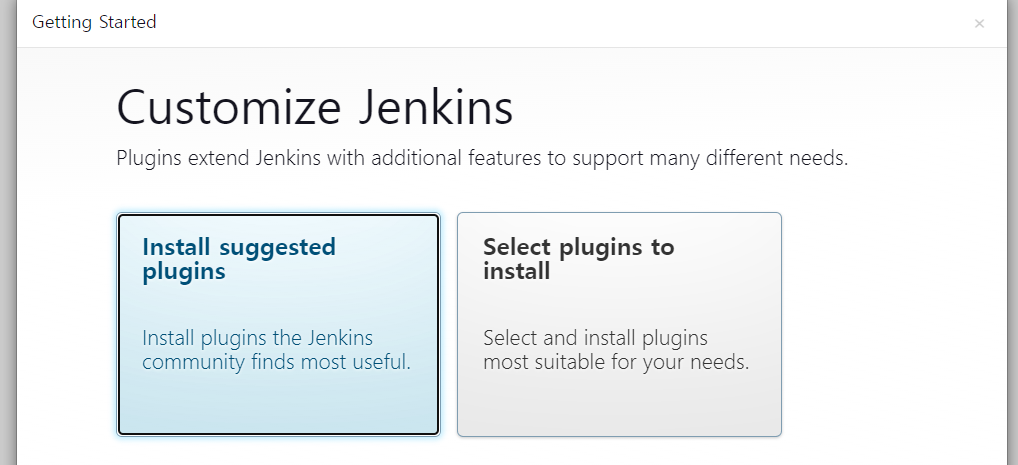 Getting Started
×
Customize Jenkins
Plugins extend Jenkins with additional features to support many different needs.
Install suggested
plugins
Install plugins the Jenkins
community finds most useful.
Select plugins to
install
Select and install plugins
most suitable for your needs.